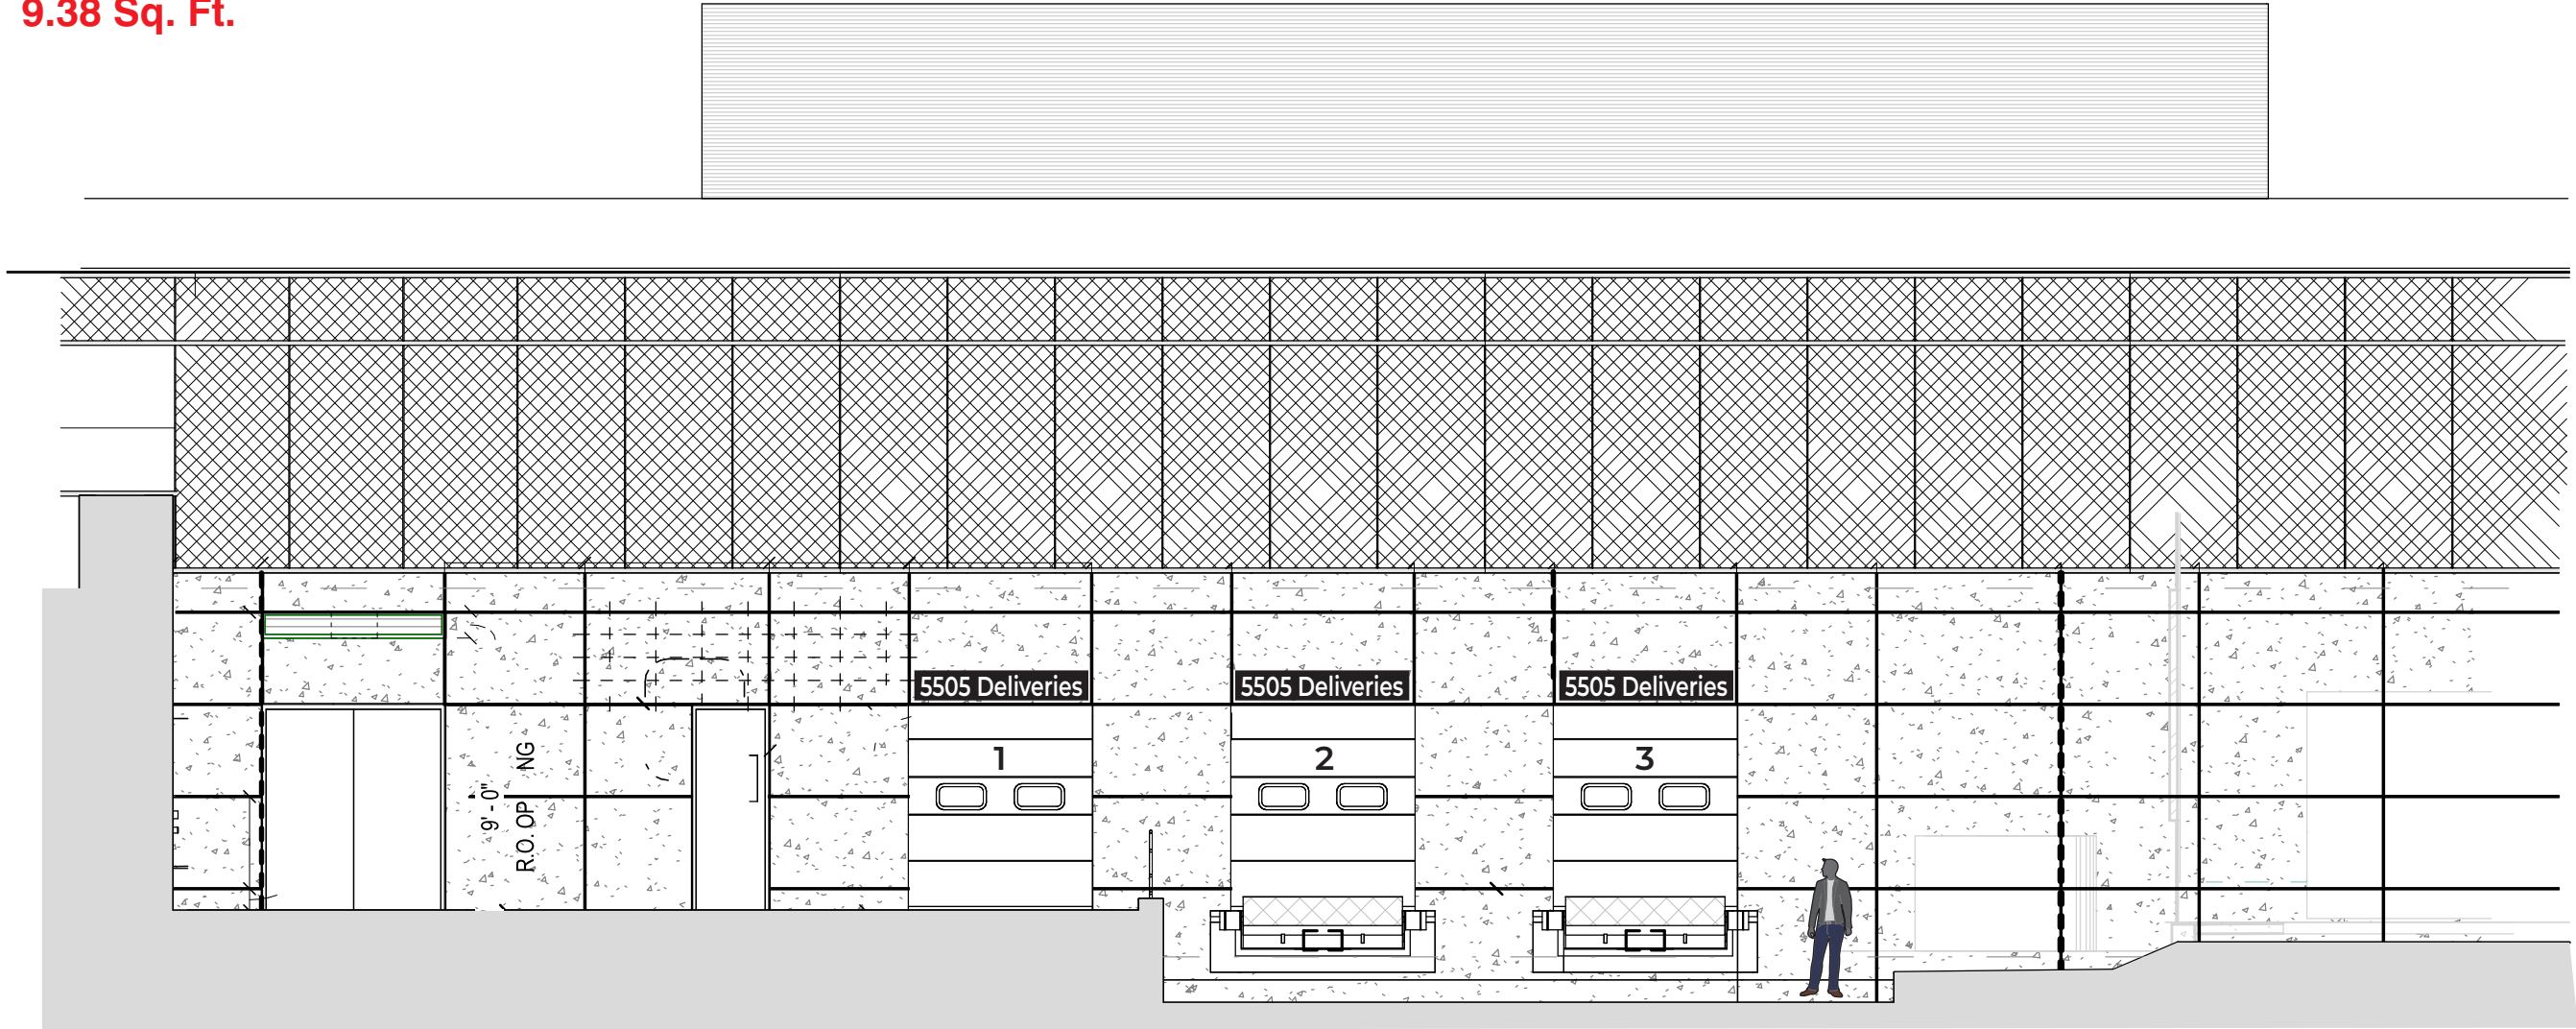 9.38 Sq. Ft.
5505 Deliveries
5505 Deliveries
5505 Deliveries
1
2
3
9' - 0"
R.O. OP NG